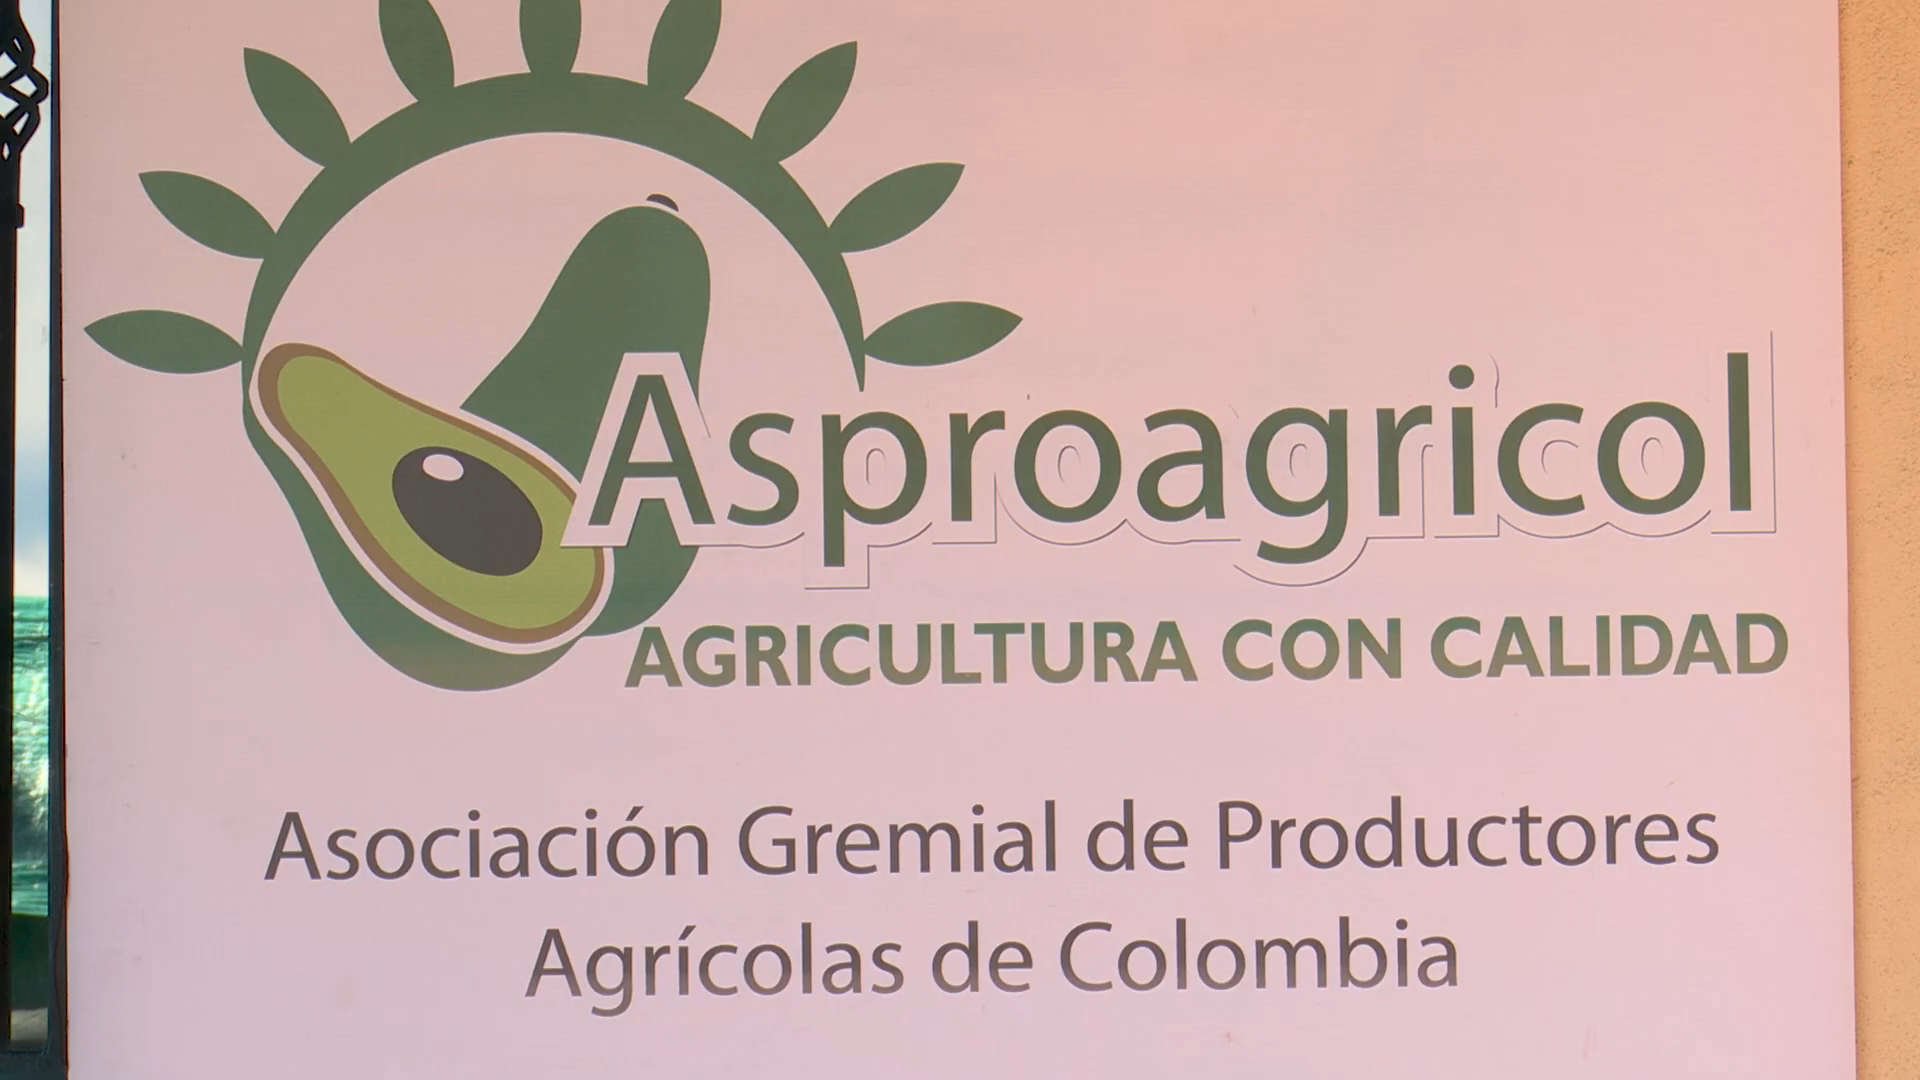 Asproagricol
AGRICULTURA CON CALIDAD
Asociación Gremial de Productores
Agrícolas de Colombia